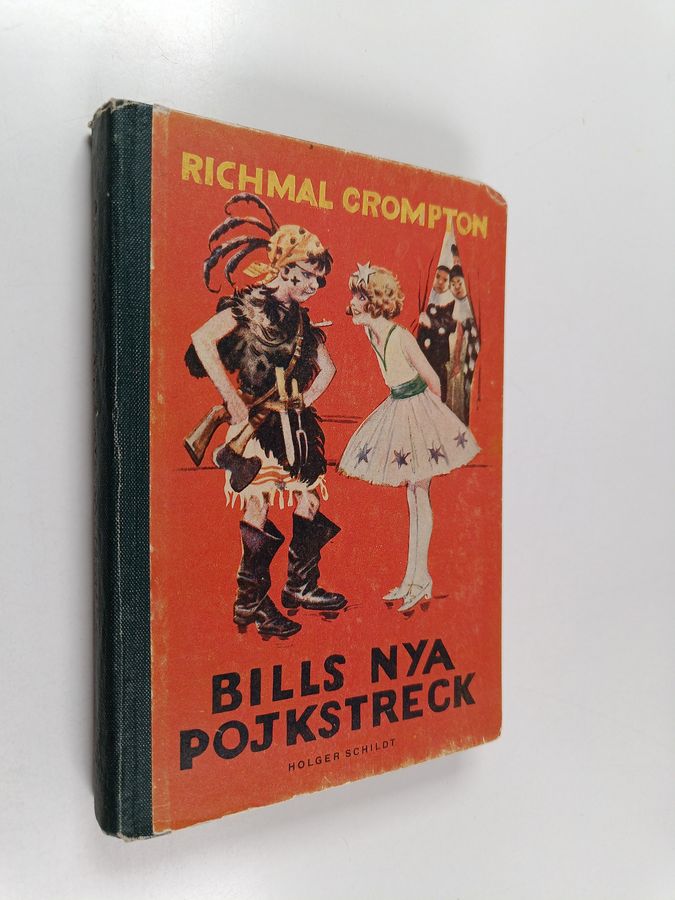 RICHMAL CROMPTON
BILLS NYA
POJKSTRECK
HOLGER SCHILDT